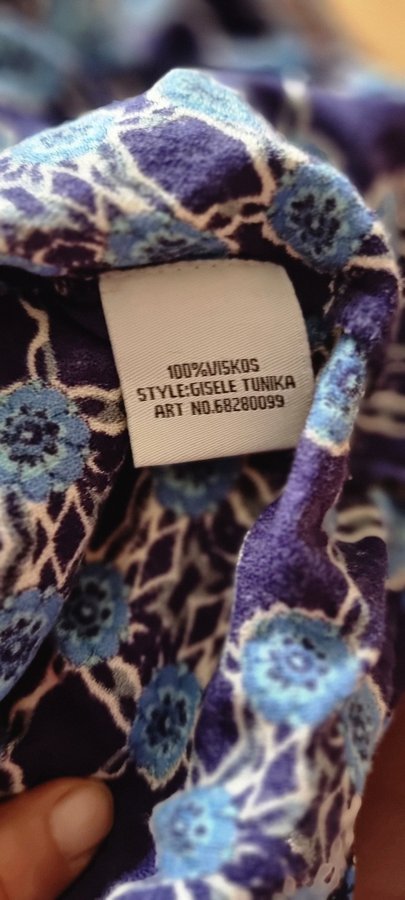 100%VISKOS
STYLE:GISELE TUNIKA
ART NO.68280099